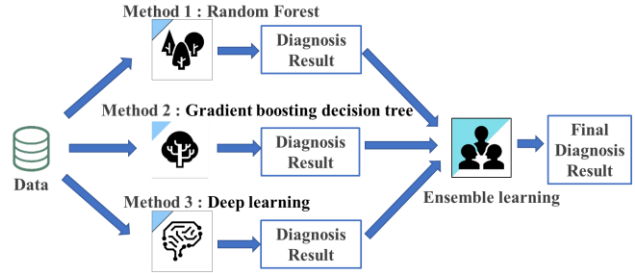 Method 1 : Random Forest
Diagnosis
Result
Method 2 : Gradient boosting decision tree
Data
Diagnosis
Result
Ensemble learning
Final
Diagnosis
Result
Method 3 : Deep learning
Diagnosis
Result